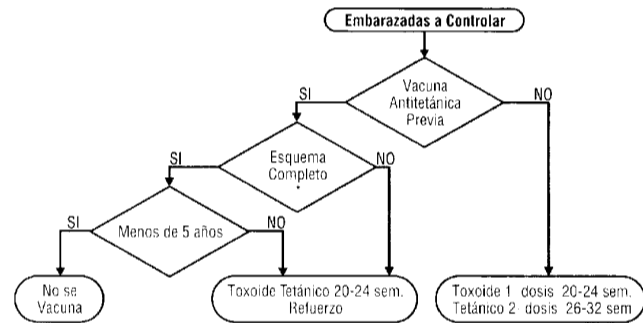 Embarazadas a Controlar
SI
Vacuna
Antitetánica
Previa
NO
SI
Esquema
Completo
*
NO
SI
Menos de 5 años
NO
No se
Vacuna
Toxoide Tetánico 20-24 sem.
Refuerzo
Toxoide 1 dosis 20-24 sem.
Tetánico 2 dosis 26-32 sem